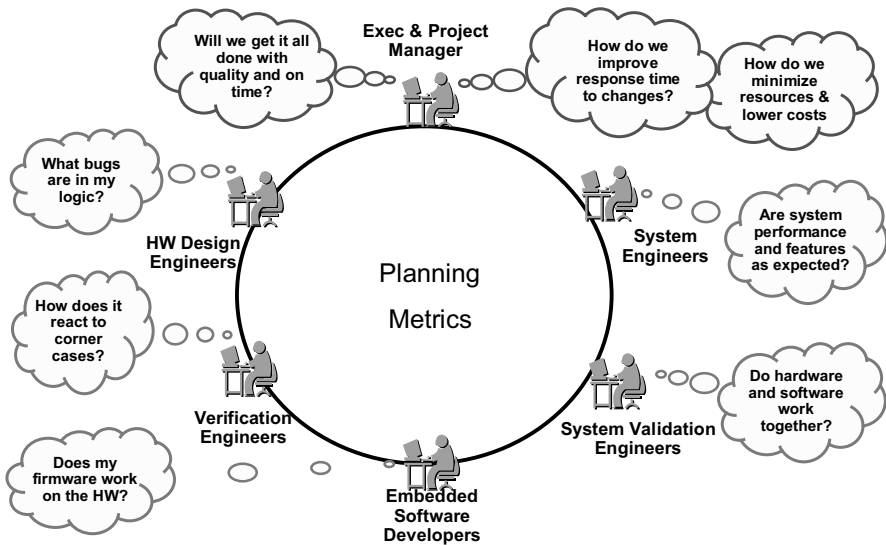 Exec & Project
Manager
Will we get it all
done with
quality and on
time?
How do we
improve
response time
to changes?
How do we
minimize
resources &
lower costs
What bugs
are in my
logic?
HW Design
Engineers
System
Engineers
Are system
performance
and features
as expected?
Planning
Metrics
How does it
react to
corner
cases?
Verification
Engineers
System Validation
Engineers
Do hardware
and software
work
together?
Does my
firmware work
on the HW?
Embedded
Software
Developers